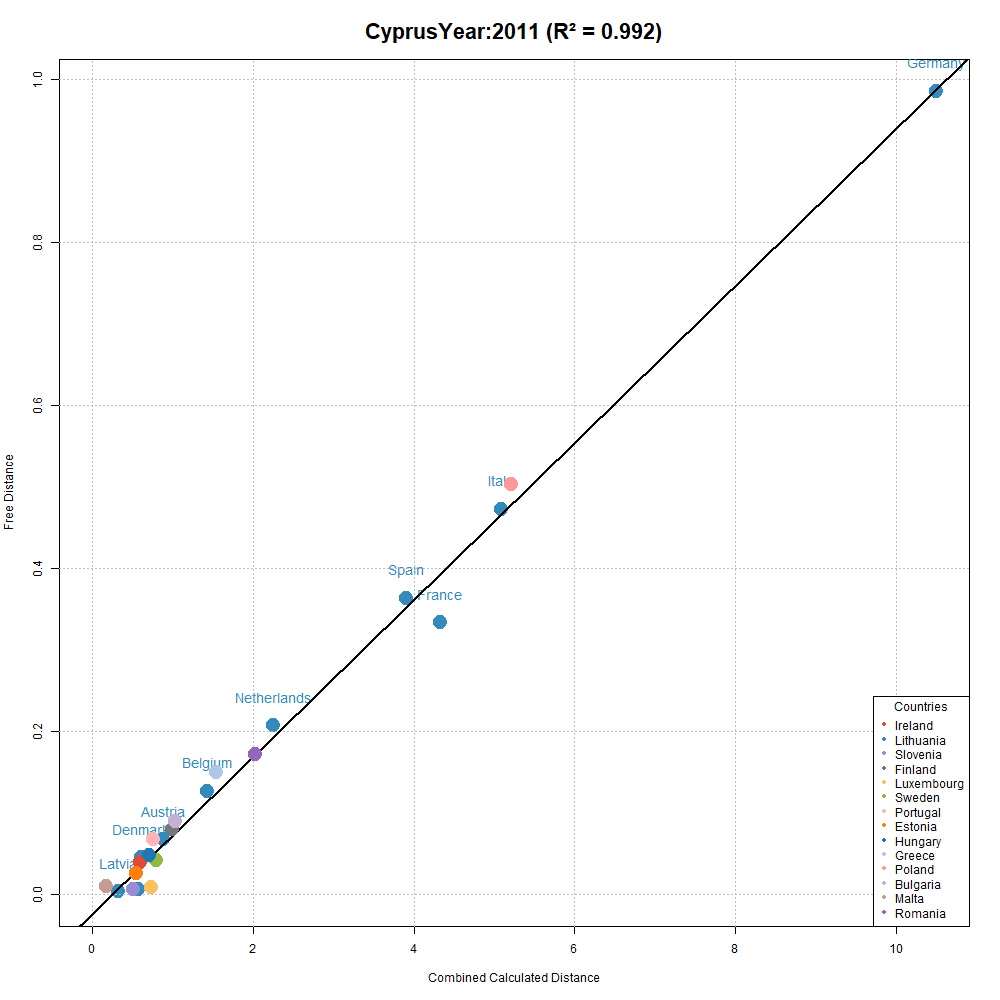 CyprusYear:2011 (R² = 0.992)
Germany
Ital
Spain
France
Netherlands
Belgium
Austria
Denmark
Latvia
1.0
0.8
0.6
0.4
0.2
0.0
Free Distance
0
2
4
6
8
10
Combined Calculated Distance
Countries
Ireland
Lithuania
Slovenia
Finland
Luxembourg
Sweden
Portugal
Estonia
Hungary
Greece
Poland
Bulgaria
Malta
Romania